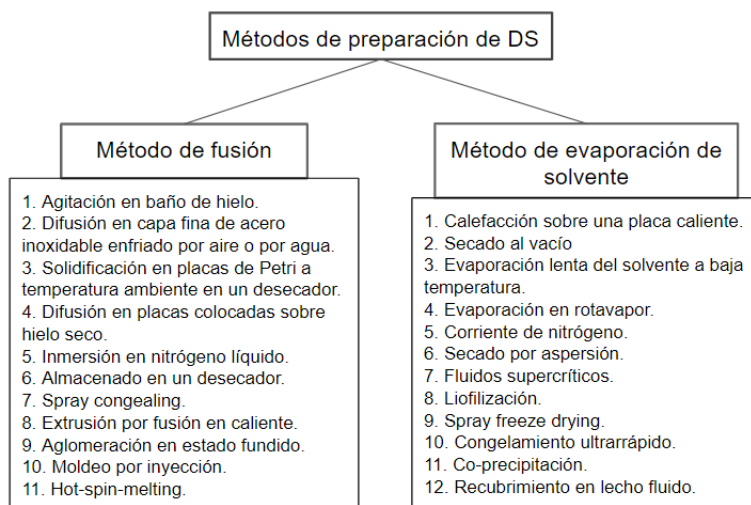 Métodos de preparación de DS
Método de fusión
1. Agitación en baño de hielo.
2. Difusión en capa fina de acero
inoxidable enfriado por aire o por agua.
3. Solidificación en placas de Petri a
temperatura ambiente en un desecador.
4. Difusión en placas colocadas sobre
hielo seco.
5. Inmersión en nitrógeno líquido.
6. Almacenado en un desecador.
7. Spray congealing.
8. Extrusión por fusión en caliente.
9. Aglomeración en estado fundido.
10. Moldeo por inyección.
11. Hot-spin-melting.
Método de evaporación de
solvente
1. Calefacción sobre una placa caliente.
2. Secado al vacío
3. Evaporación lenta del solvente a baja
temperatura.
4. Evaporación en rotavapor.
5. Corriente de nitrógeno.
6. Secado por aspersión.
7. Fluidos supercríticos.
8. Liofilización.
9. Spray freeze drying.
10. Congelamiento ultrarrápido.
11. Co-precipitación.
12. Recubrimiento en lecho fluido.